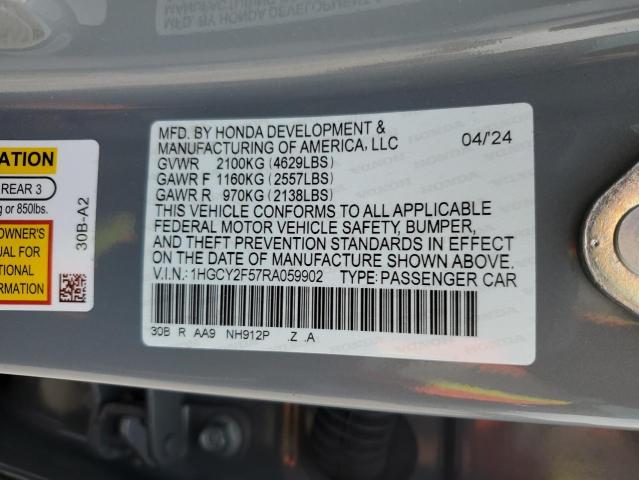 MFD. BY HONDA DEVELOPMENT &
MANUFACTURING OF AMERICA, LLC 04/'24
GVWR 2100KG (4629LBS)
GAWR F 1160KG (2557LBS)
GAWR R 970KG (2138LBS)
THIS VEHICLE CONFORMS TO ALL APPLICABLE
FEDERAL MOTOR VEHICLE SAFETY, BUMPER,
AND THEFT PREVENTION STANDARDS IN EFFECT
ON THE DATE OF MANUFACTURE SHOWN ABOVE.
V.I.N.: 1HGCY2F57RA059902 TYPE: PASSENGER CAR
30B R AA9 NH912P .Z .A
ATION
REAR 3
or 850lbs.
OWNER'S
UAL FOR
ITIONAL
RMATION
30B-A2